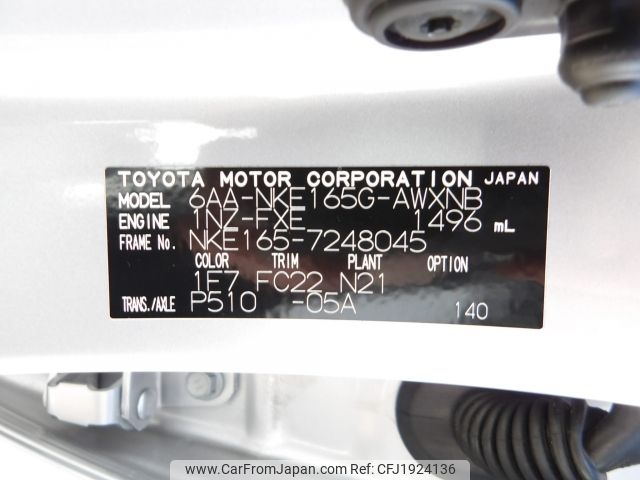 TOYOTA MOTOR CORPORATION JAPAN
MODEL 6AA-NKE165G-AWXNB
ENGINE 1NZ-FXE 1496 mL
FRAME No. NKE165-7248045
COLOR TRIM PLANT OPTION
1F7 FC22 N21
TRANS./AXLE P510 -05A 140
www.CarFromJapan.com | Ref No. CFJ1924136